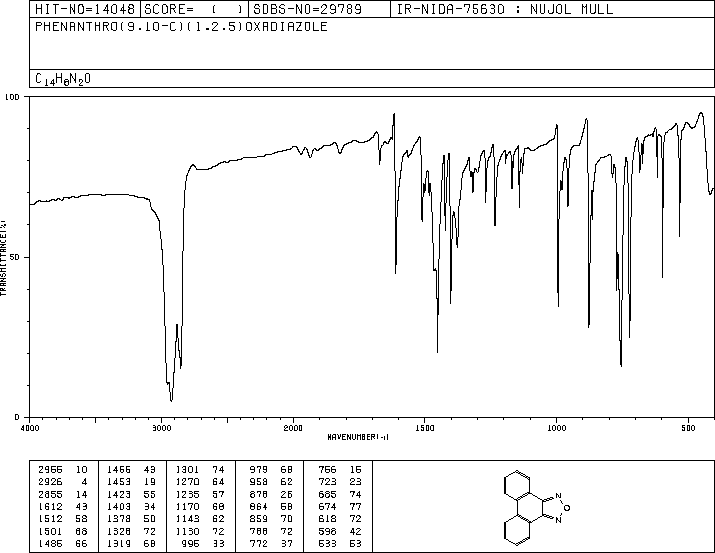 HIT-NO=14048 SCORE= ( ) SDBS-NO=29789 IR-NIDA-75630 : NUJOL MULL
PHENANTHRO(9,10-C)(1,2,5)OXADIAZOLE
C14H8N2O
100
50
0
TRANSMITTANCE(%)
4000 3000 2000 1500 1000 500
WAVENUMBER(-1)
2955 10 1466 43 1301 74 979 68 756 15
2926 4 1453 19 1270 64 958 62 723 23
2855 14 1423 55 1235 57 878 26 685 74
1612 43 1403 34 1170 68 864 58 674 77
1512 58 1378 50 1143 62 859 70 618 72
1501 66 1328 72 1130 72 788 72 598 42
1485 66 1319 68 995 33 772 37 533 53
N
O
N